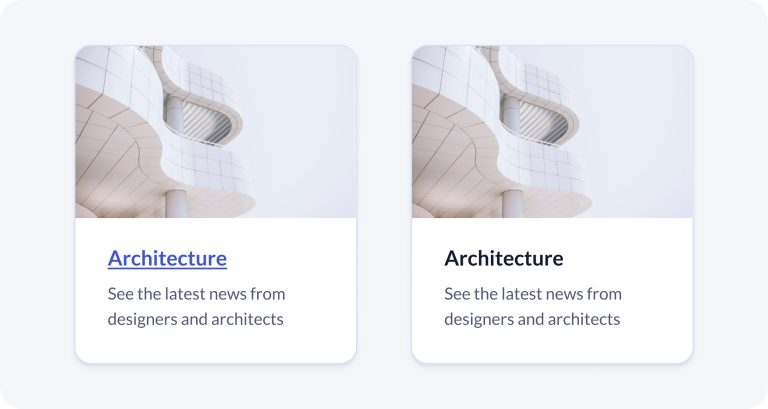 Architecture
See the latest news from
designers and architects
Architecture
See the latest news from
designers and architects